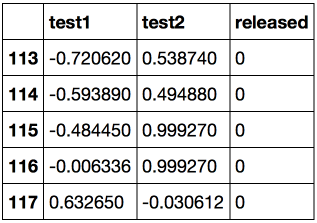 test1 test2 released
113 -0.720620 0.538740 0
114 -0.593890 0.494880 0
115 -0.484450 0.999270 0
116 -0.006336 0.999270 0
117 0.632650 -0.030612 0